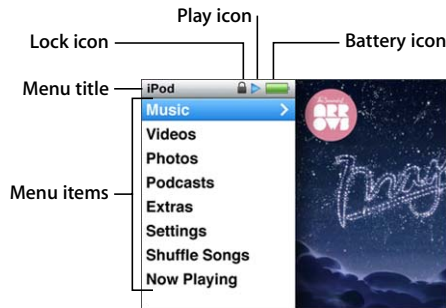 Play icon
Lock icon
Battery icon
Menu title
iPod
Menu items
Music
Videos
Photos
Podcasts
Extras
Settings
Shuffle Songs
Now Playing
ARROWS